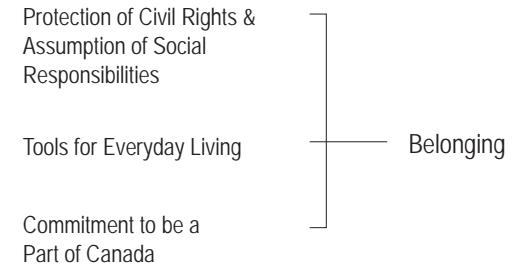 Protection of Civil Rights &
Assumption of Social
Responsibilities
Tools for Everyday Living
Belonging
Commitment to be a
Part of Canada